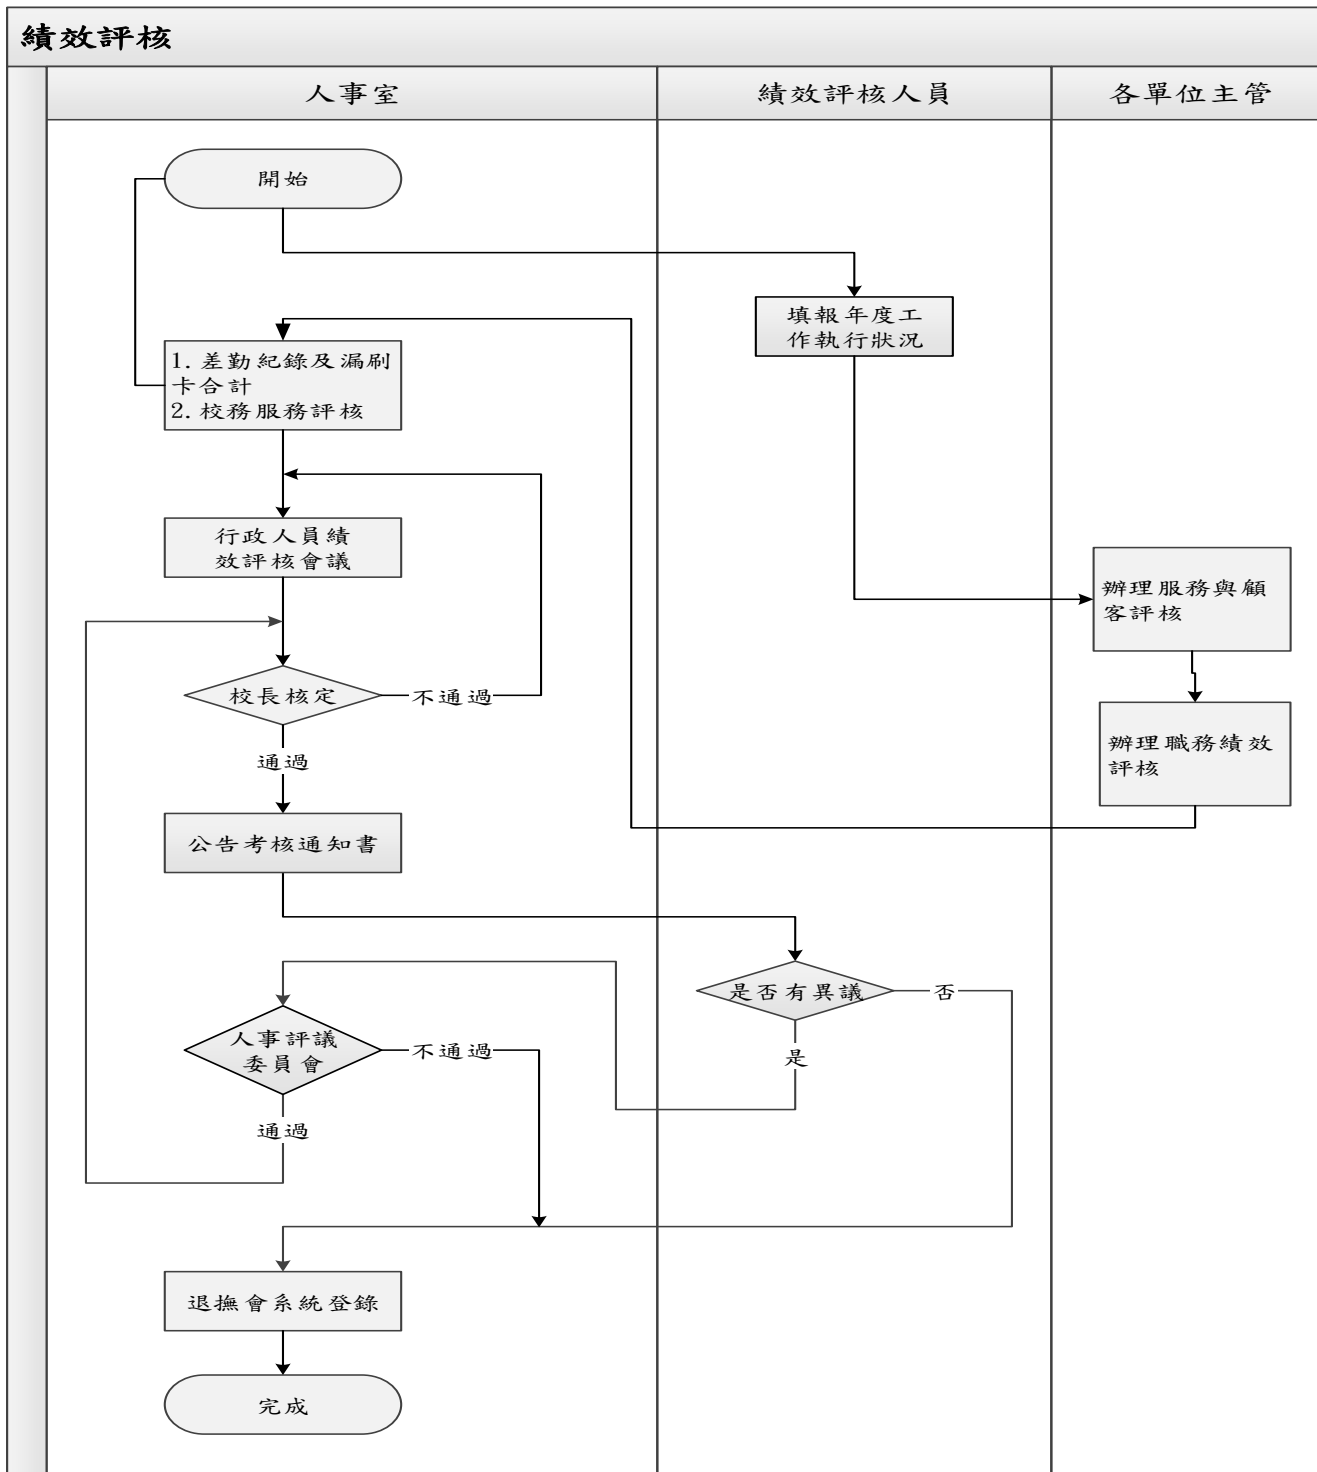 績效評核
人事室
績效評核人員
各單位主管
開始
填報年度工
作執行狀況
1. 差勤紀錄及漏刷
卡合計
2. 校務服務評核
行政人員績
效評核會議
辦理服務與顧
客評核
校長核定
不通過
辦理職務績效
評核
通過
公告考核通知書
是否有異議
否
是
人事評議
委員會
不通過
通過
退撫會系統登錄
完成